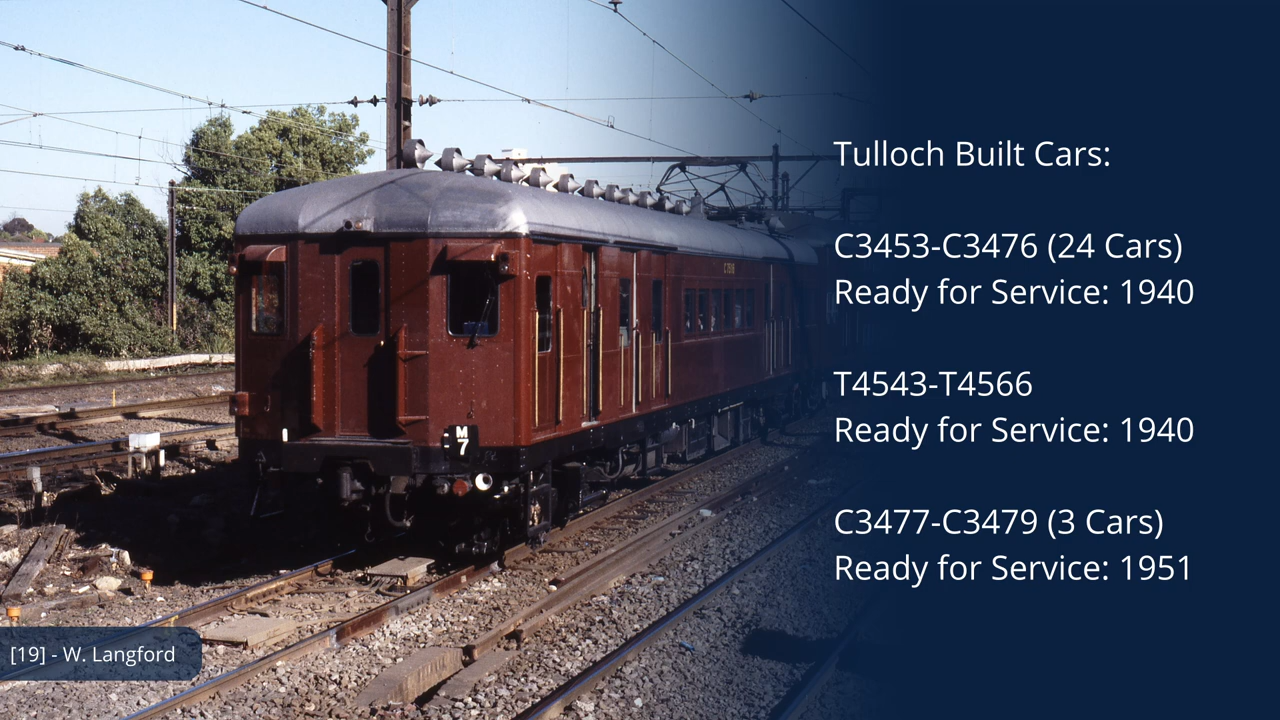 Tulloch Built Cars:
C3453-C3476 (24 Cars)
Ready for Service: 1940
T4543-T4566
Ready for Service: 1940
C3477-C3479 (3 Cars)
Ready for Service: 1951
M
7
[19] - W. Langford